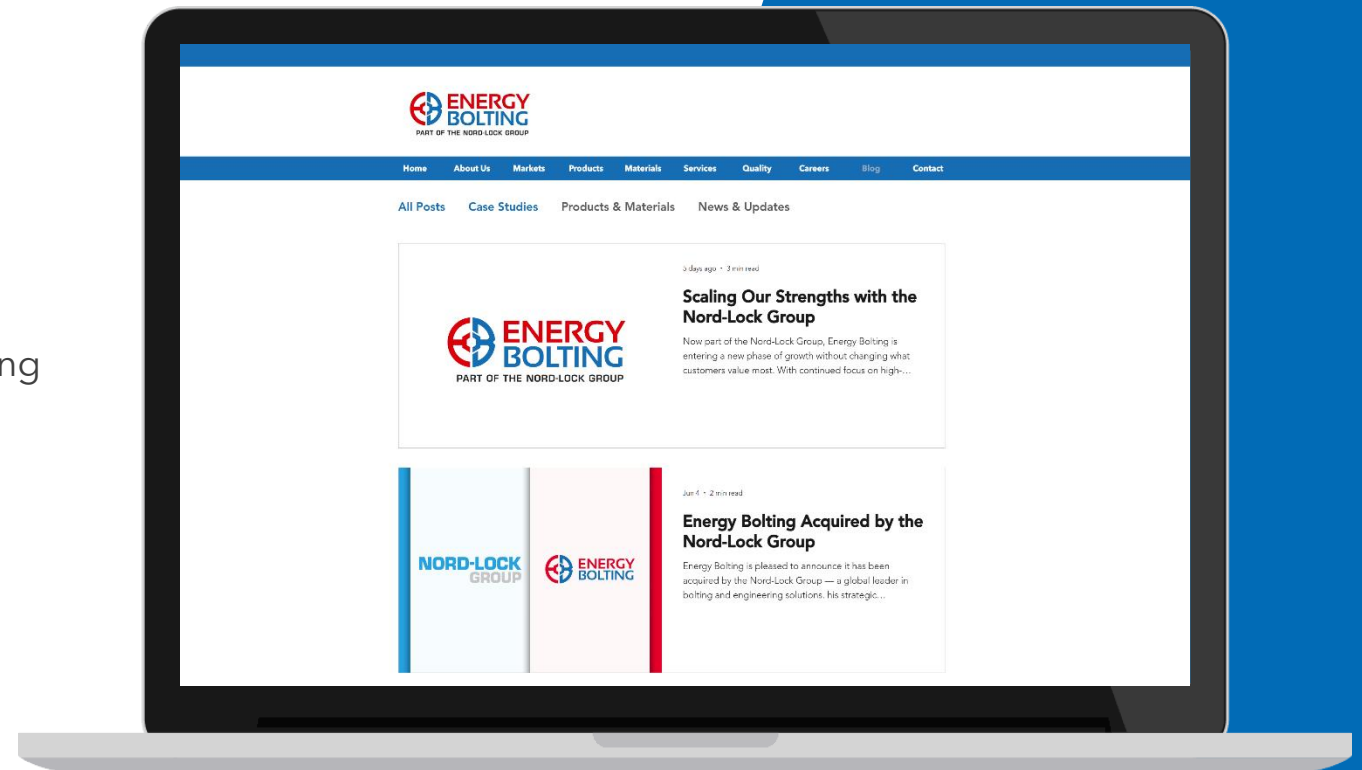 ng
ENERGY
BOLTING
PART OF THE NORD-LOCK GROUP
Home About Us Markets Products Materials Services Quality Careers Blog Contact
All Posts Case Studies Products & Materials News & Updates
5 days ago • 3 min read
Scaling Our Strengths with the
Nord-Lock Group
Now part of the Nord-Lock Group, Energy Bolting is
entering a new phase of growth without changing what
customers value most. With continued focus on high-...
ENERGY
BOLTING
PART OF THE NORD-LOCK GROUP
Jun 4 • 2 min read
Energy Bolting Acquired by the
Nord-Lock Group
Energy Bolting is pleased to announce it has been
acquired by the Nord-Lock Group — a global leader in
bolting and engineering solutions. his strategic...
NORD-LOCK
GROUP
ENERGY
BOLTING